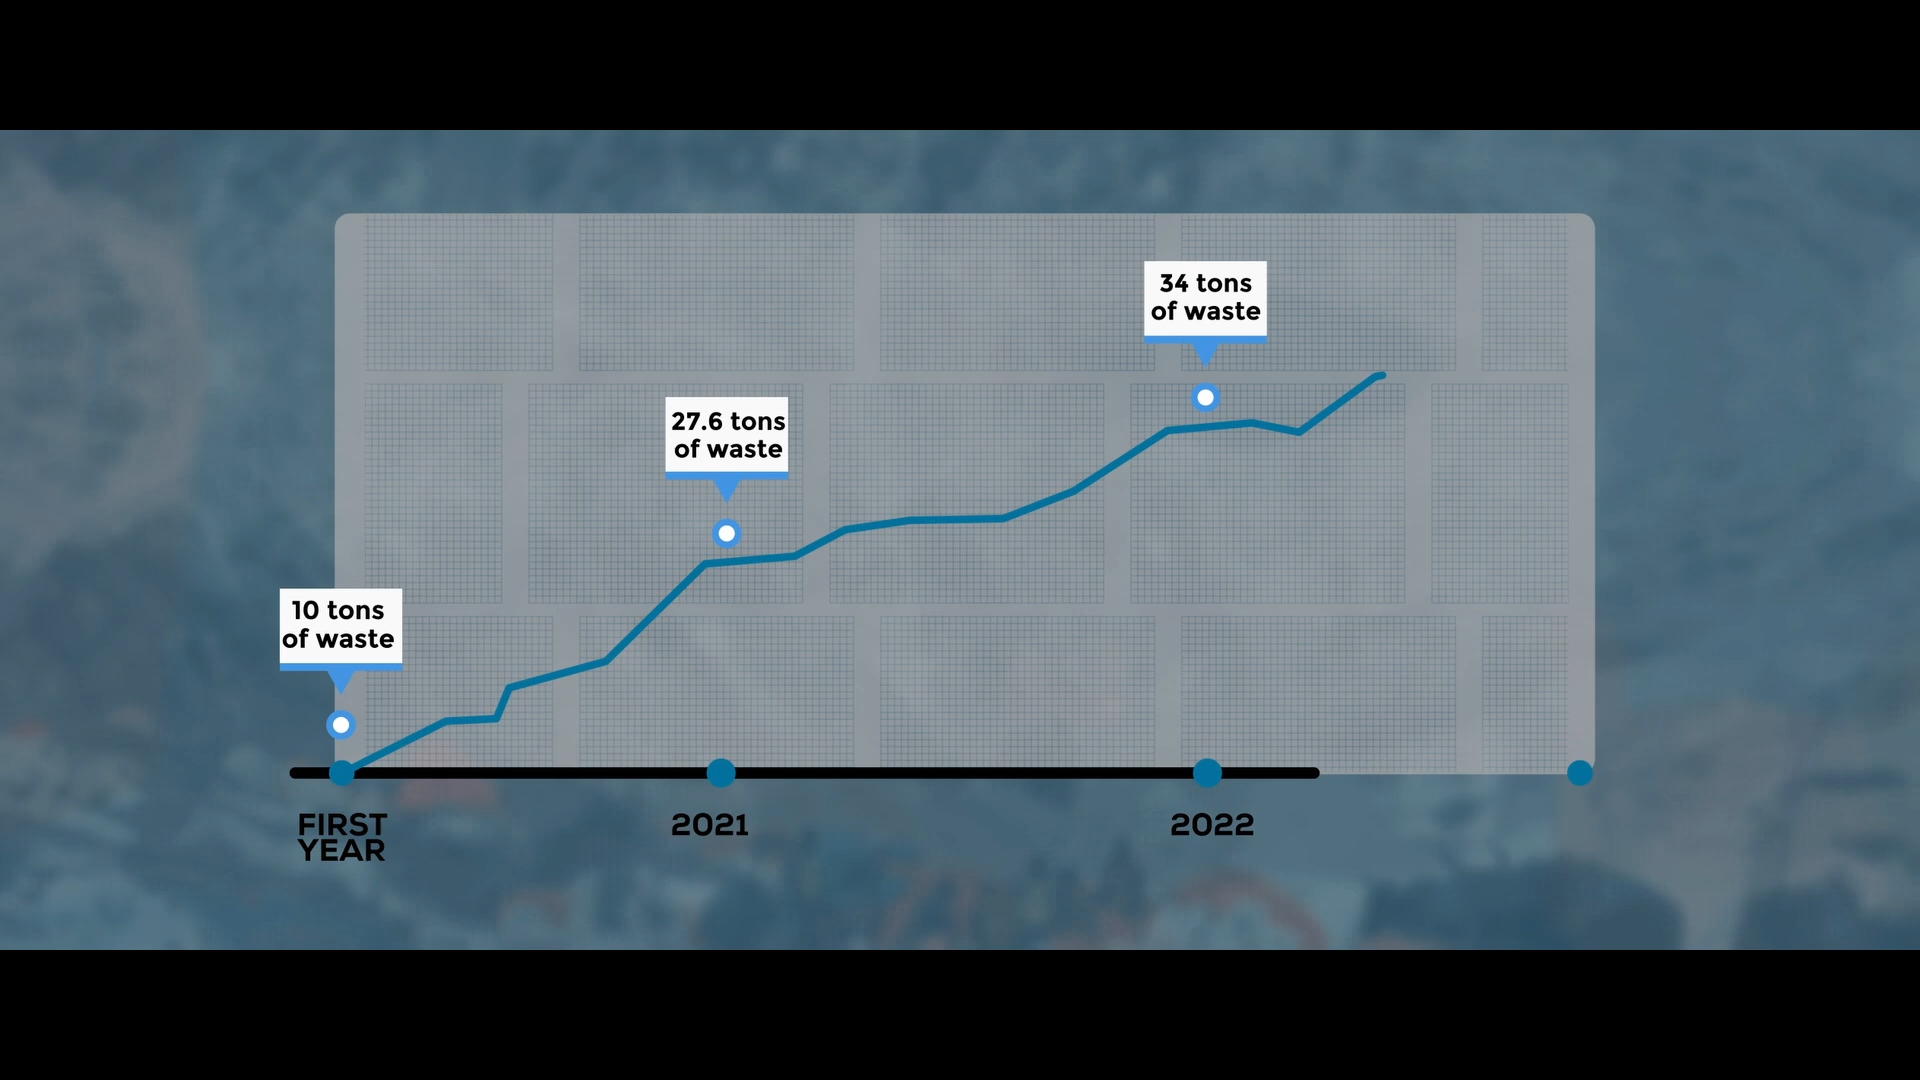 34 tons
of waste
27.6 tons
of waste
10 tons
of waste
FIRST
YEAR
2021
2022